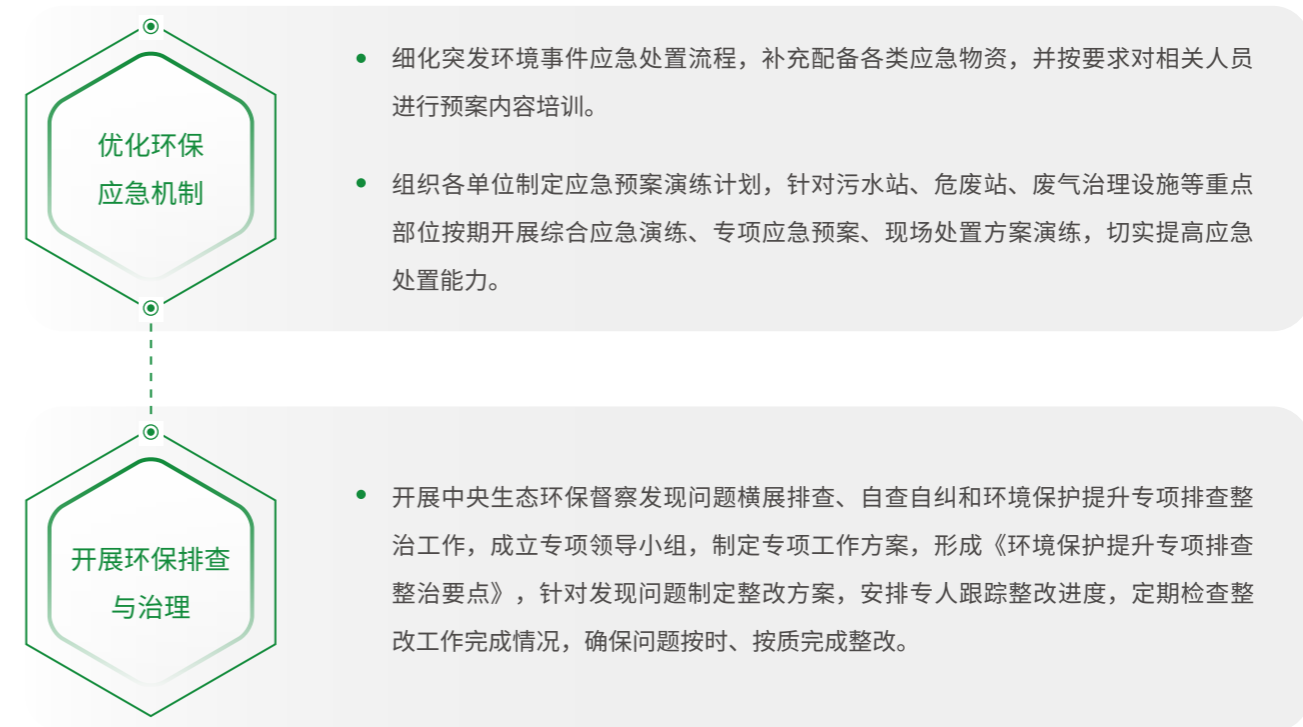 优化环保
应急机制
细化突发环境事件应急处置流程，补充配备各类应急物资，并按要求对相关人员
进行预案内容培训。
组织各单位制定应急预案演练计划，针对污水站、危废站、废气治理设施等重点
部位按期开展综合应急演练、专项应急预案、现场处置方案演练，切实提高应急
处置能力。
开展环保排查
与治理
开展中央生态环保督察发现问题横展排查、自查自纠和环境保护提升专项排查整
治工作，成立专项领导小组，制定专项工作方案，形成《环境保护提升专项排查
整治要点》，针对发现问题制定整改方案，安排专人跟踪整改进度，定期检查整
改工作完成情况，确保问题按时、按质完成整改。